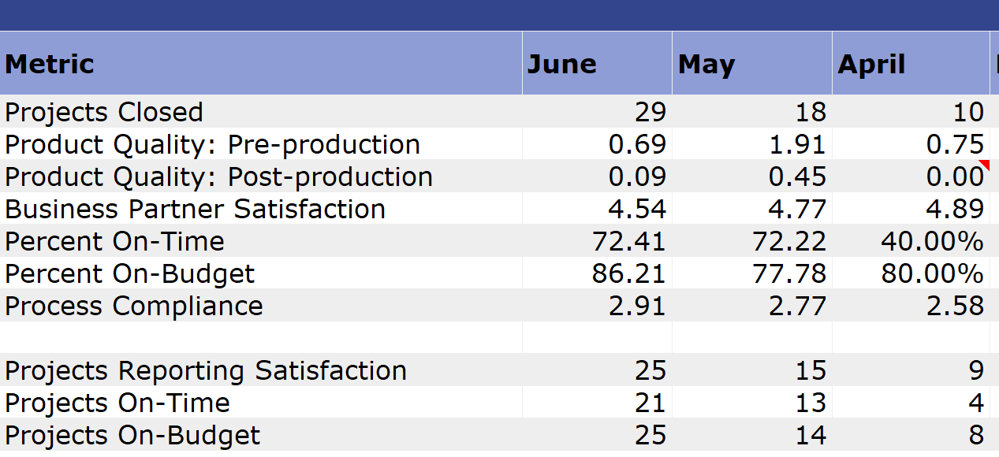 Metric June May April
Projects Closed 29 18 10
Product Quality: Pre-production 0.69 1.91 0.75
Product Quality: Post-production 0.09 0.45 0.00
Business Partner Satisfaction 4.54 4.77 4.89
Percent On-Time 72.41 72.22 40.00%
Percent On-Budget 86.21 77.78 80.00%
Process Compliance 2.91 2.77 2.58
Projects Reporting Satisfaction 25 15 9
Projects On-Time 21 13 4
Projects On-Budget 25 14 8